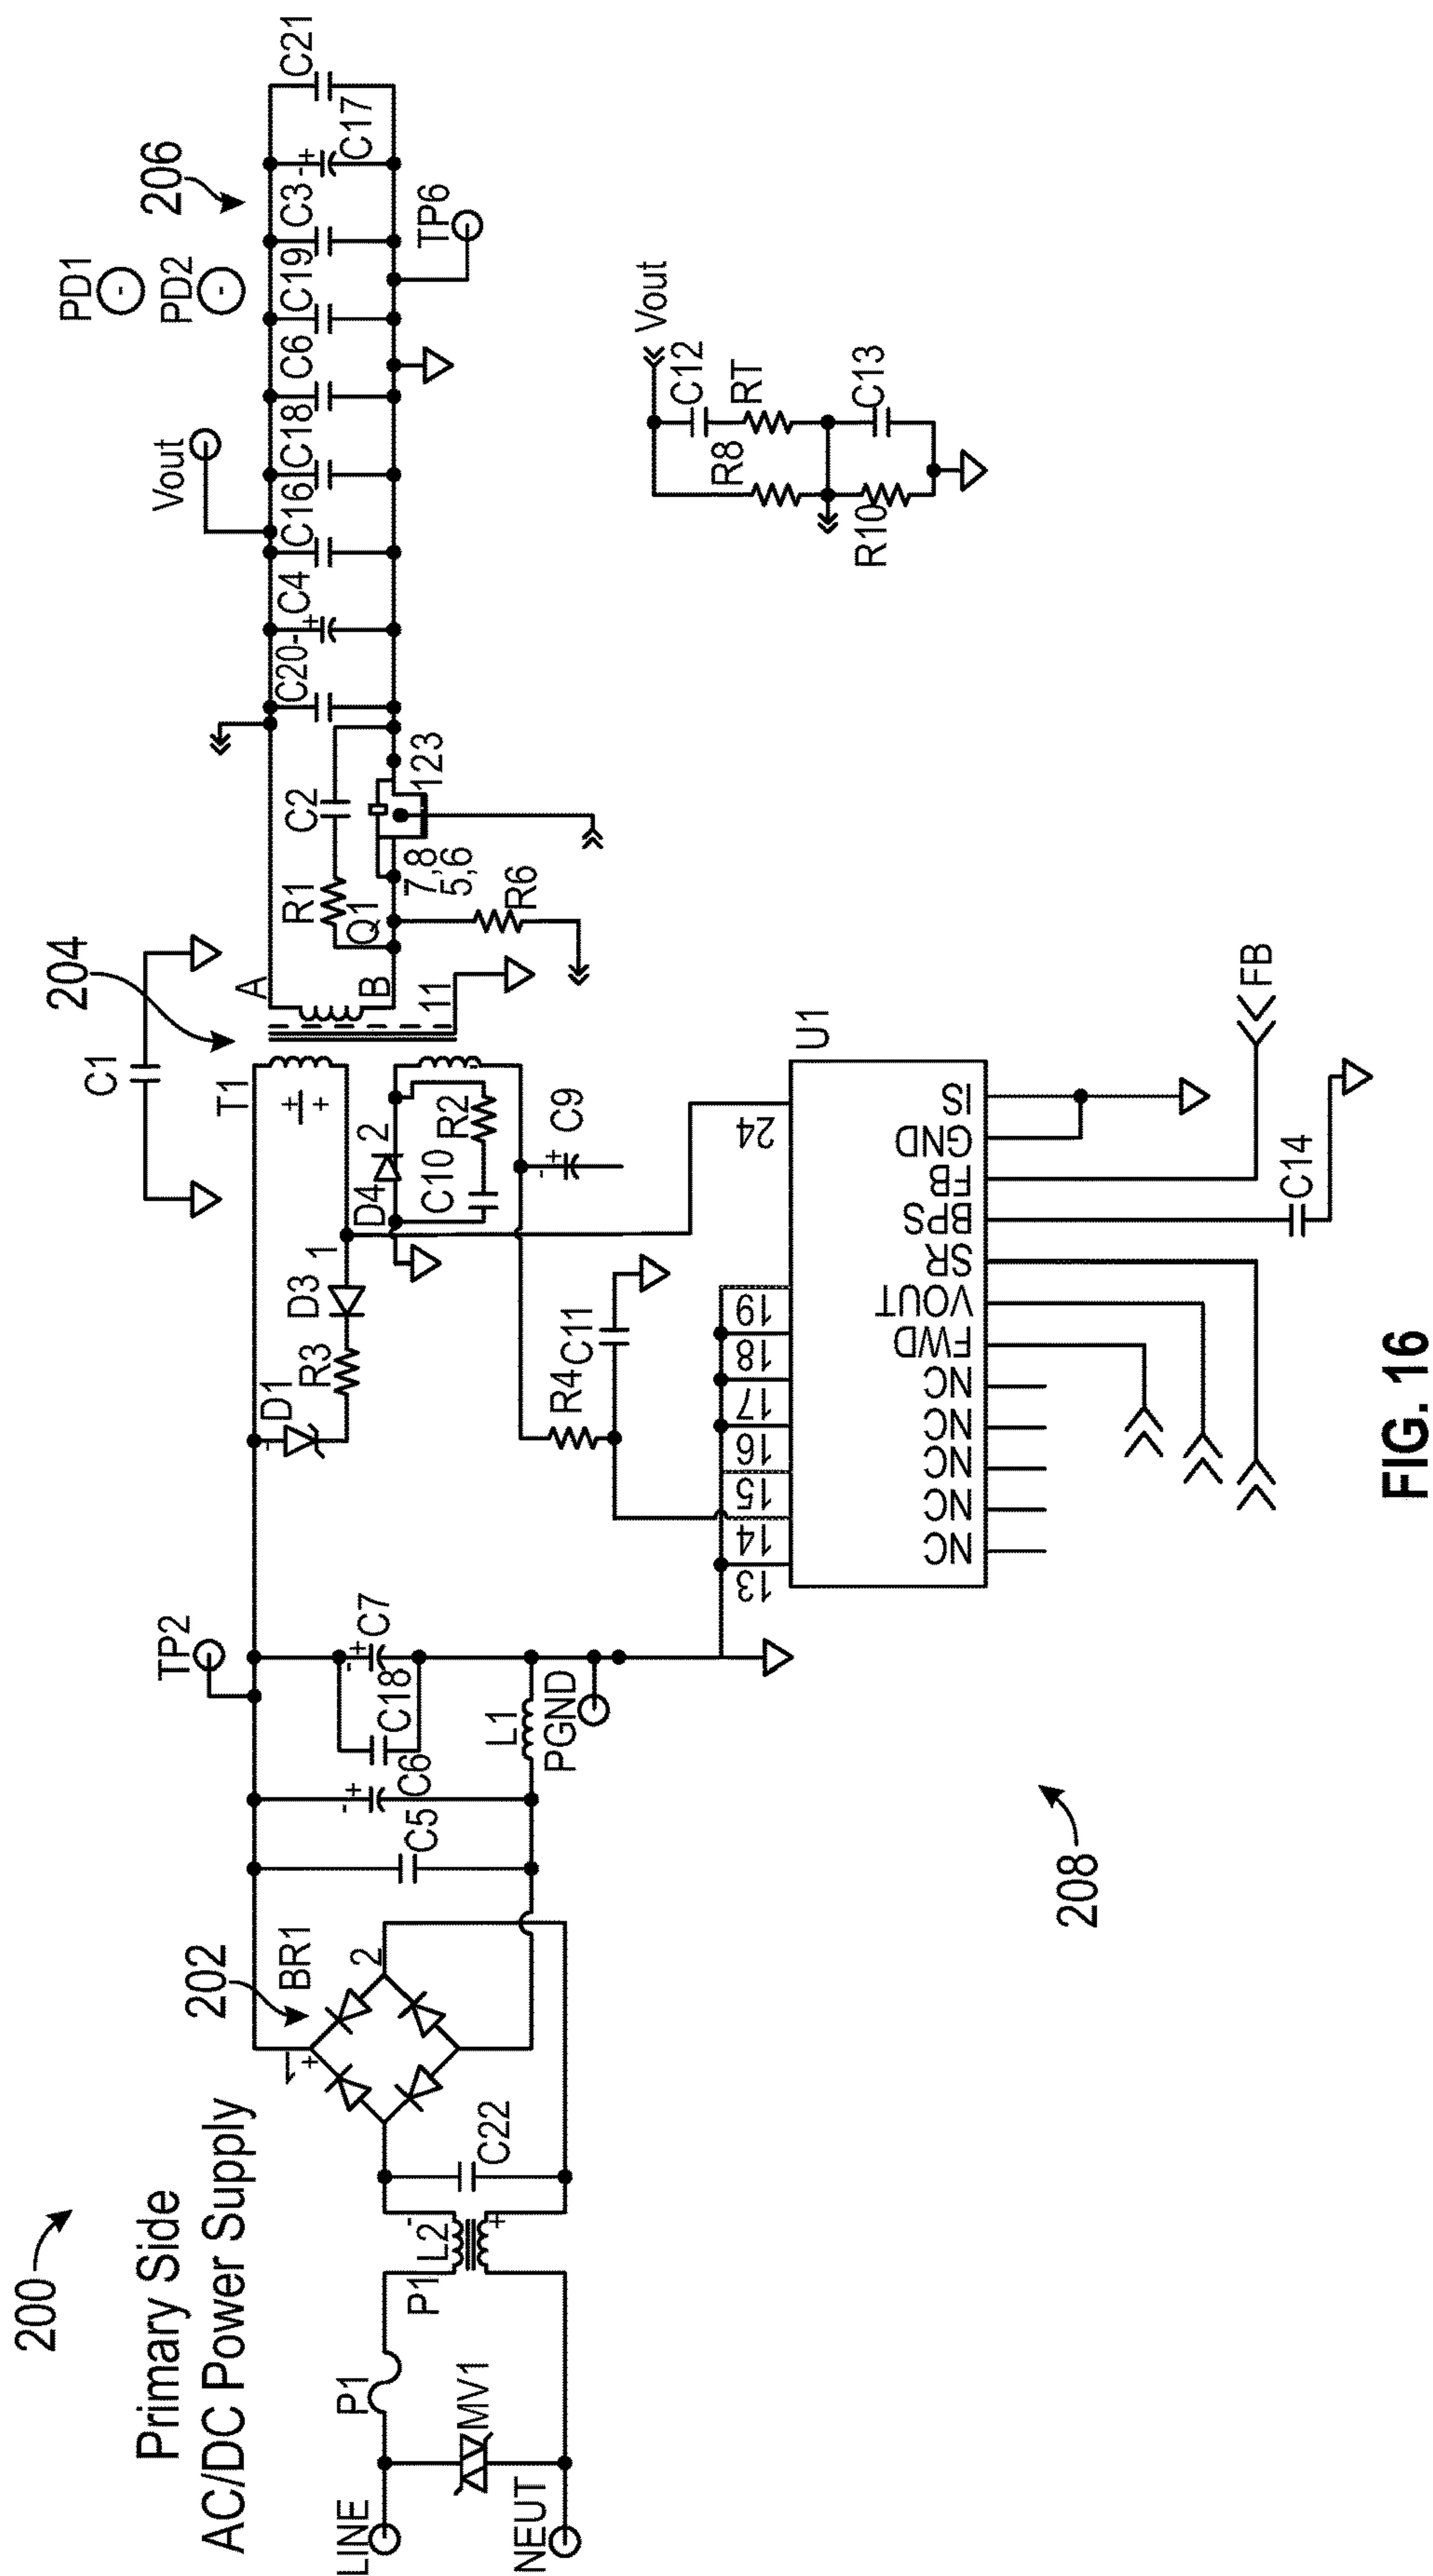 200
Primary Side
AC/DC Power Supply
LINE
NEUT
P1
MV1
P1
L2
-
+
C22
202
BR1
1
+
2
C5
C6
- +
C18
C7
- +
TP2
L1
PGND
D1
R3
D3
1
T1
+
+
C1
204
D4
2
C10
R2
C9
- +
R4
C11
A
B
11
R1
C2
Q1
7,8
5,6
123
R6
C20
- +
C4
C16
Vout
C18
C6
C19
C3
C17
- +
C21
PD1
-
PD2
-
206
TP6
Vout
C12
RT
R8
R10
C13
U1
13
14
15
16
17
18
19
24
NC
NC
NC
NC
NC
FWD
VOUT
SR
BPS
FB
GND
IS
C14
FB
208
FIG. 16